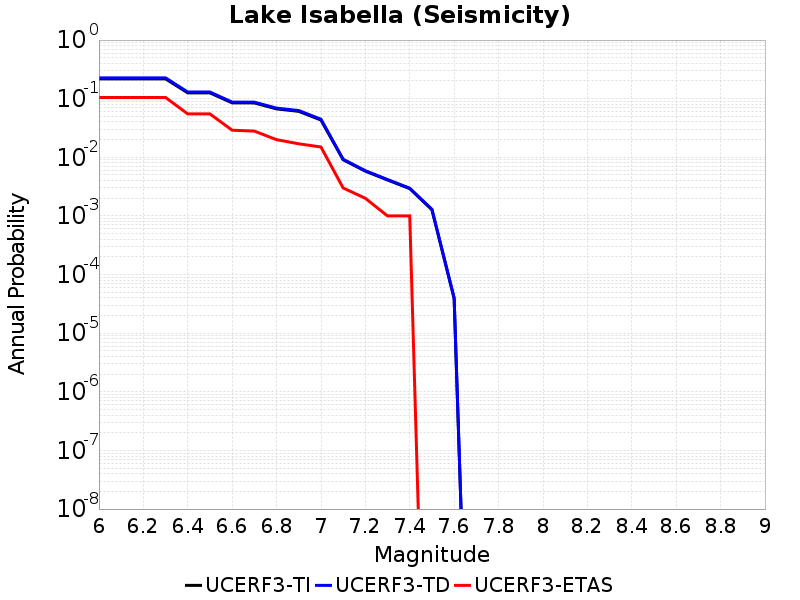 Lake Isabella (Seismicity)
Annual Probability
10^0
10^-1
10^-2
10^-3
10^-4
10^-5
10^-6
10^-7
10^-8
6 6.2 6.4 6.6 6.8 7 7.2 7.4 7.6 7.8 8 8.2 8.4 8.6 8.8 9
Magnitude
UCERF3-TI UCERF3-TD UCERF3-ETAS